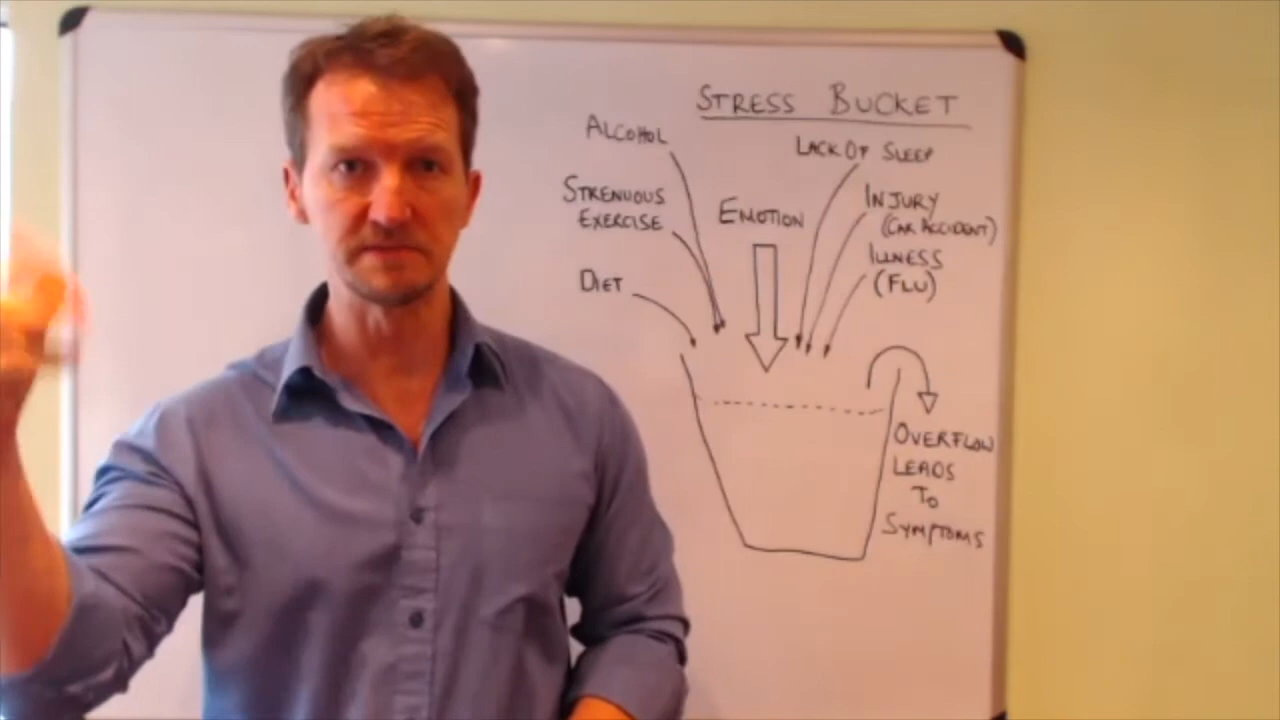 STRESS BUCKET
ALCOHOL
LACK OF SLEEP
STRENUOUS
EXERCISE
EMOTION
INJURY
(CAR ACCIDENT)
ILLNESS
(FLU)
DIET
OVERFLOW
LEADS
TO
SYMPTOMS